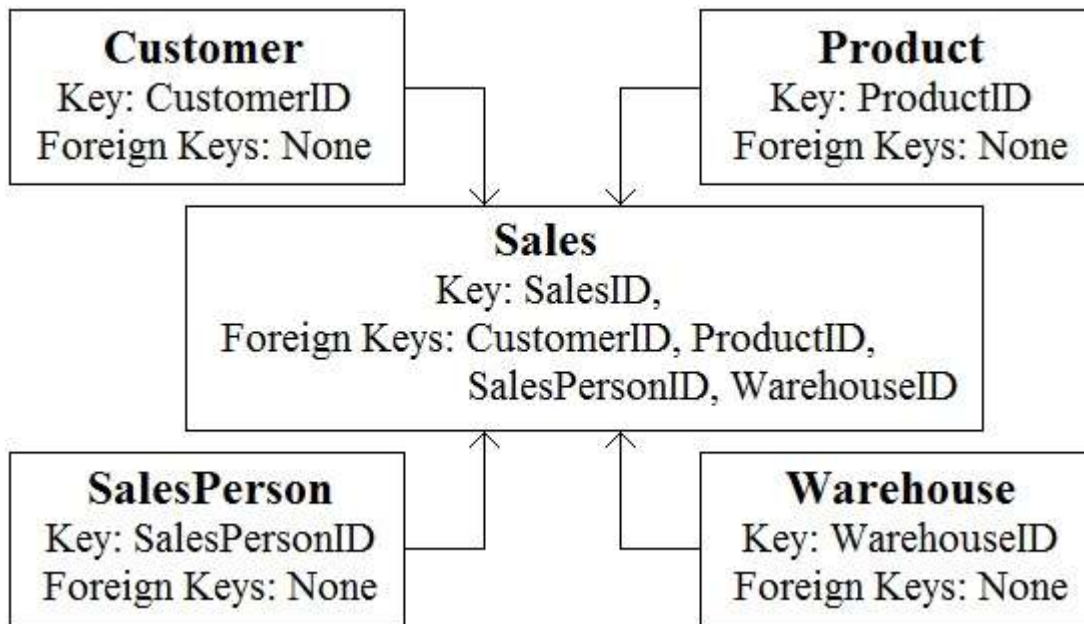 Customer
Key: CustomerID
Foreign Keys: None
Product
Key: ProductID
Foreign Keys: None
Sales
Key: SalesID,
Foreign Keys: CustomerID, ProductID,
SalesPersonID, WarehouseID
SalesPerson
Key: SalesPersonID
Foreign Keys: None
Warehouse
Key: WarehouseID
Foreign Keys: None